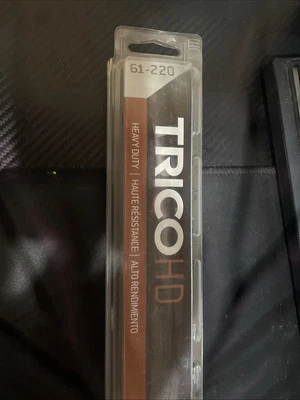 61-220
TRICO HD
HEAVY DUTY | HAUTE RÉSISTANCE | ALTO RENDIMIENTO